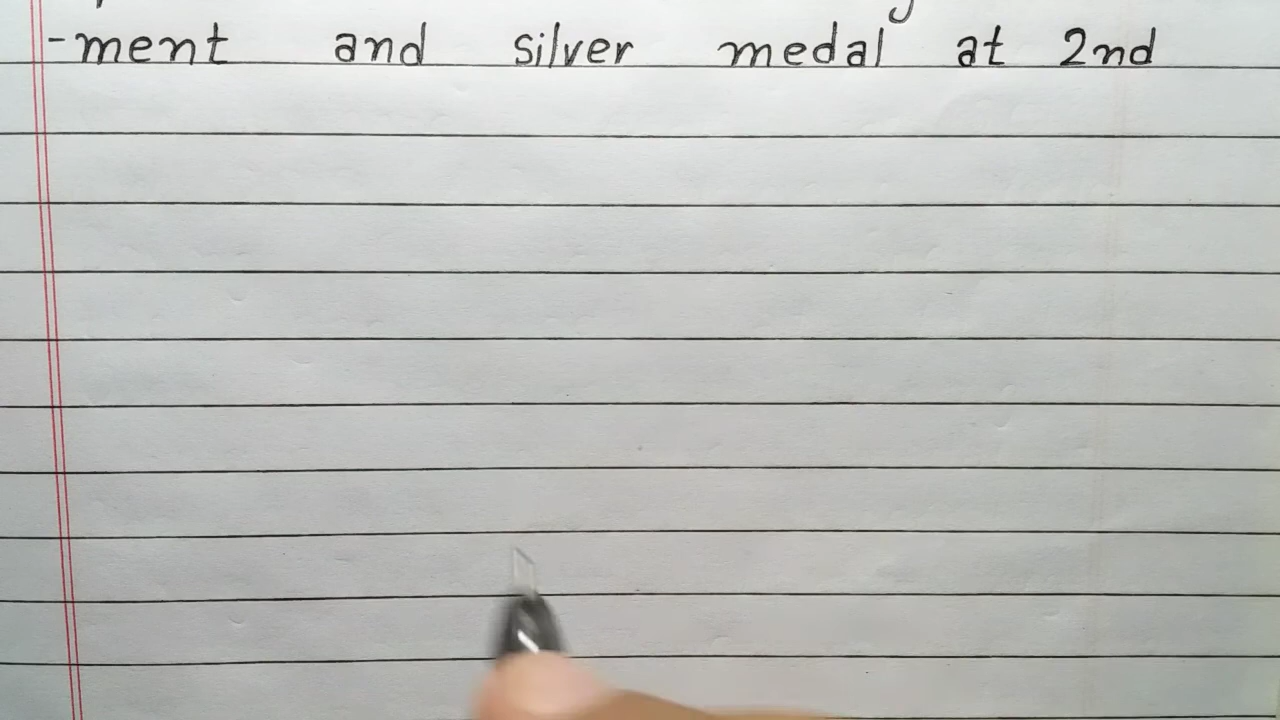 -ment and silver medal at 2nd